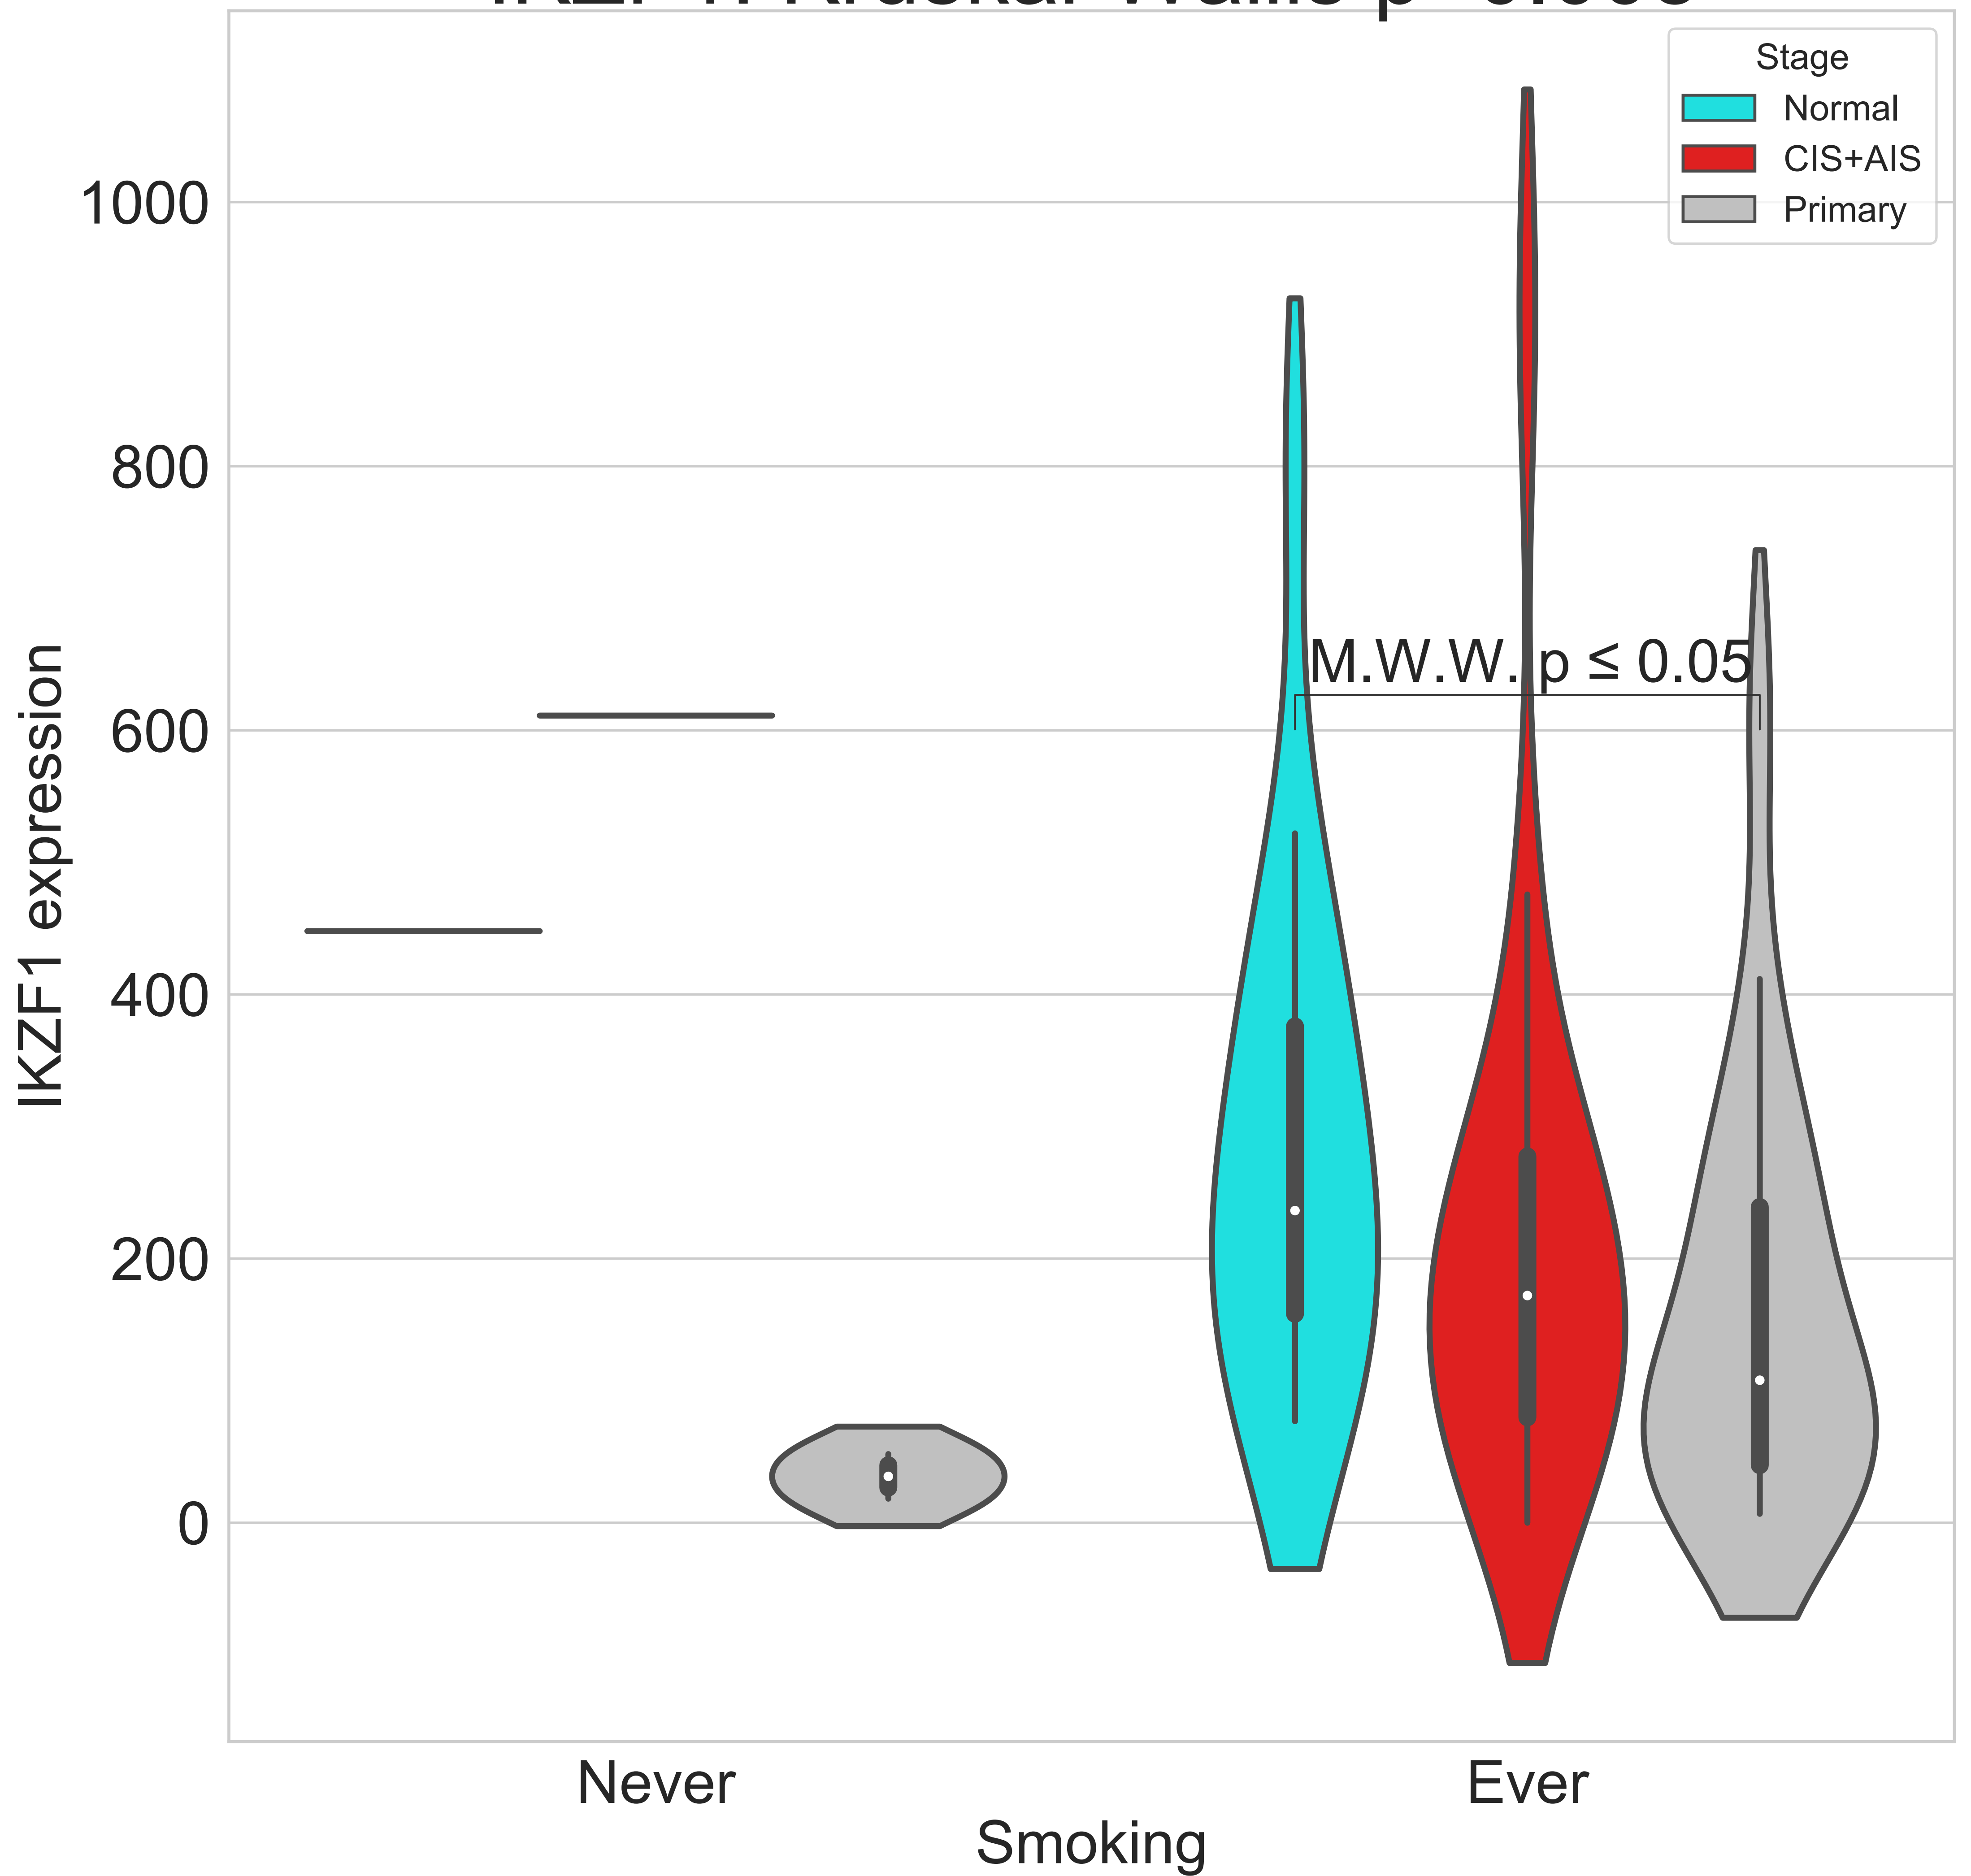 Stage
Normal
CIS+AIS
Primary
1000
800
600
400
200
0
IKZF1 expression
M.W.W. p ≤ 0.05
Never
Ever
Smoking